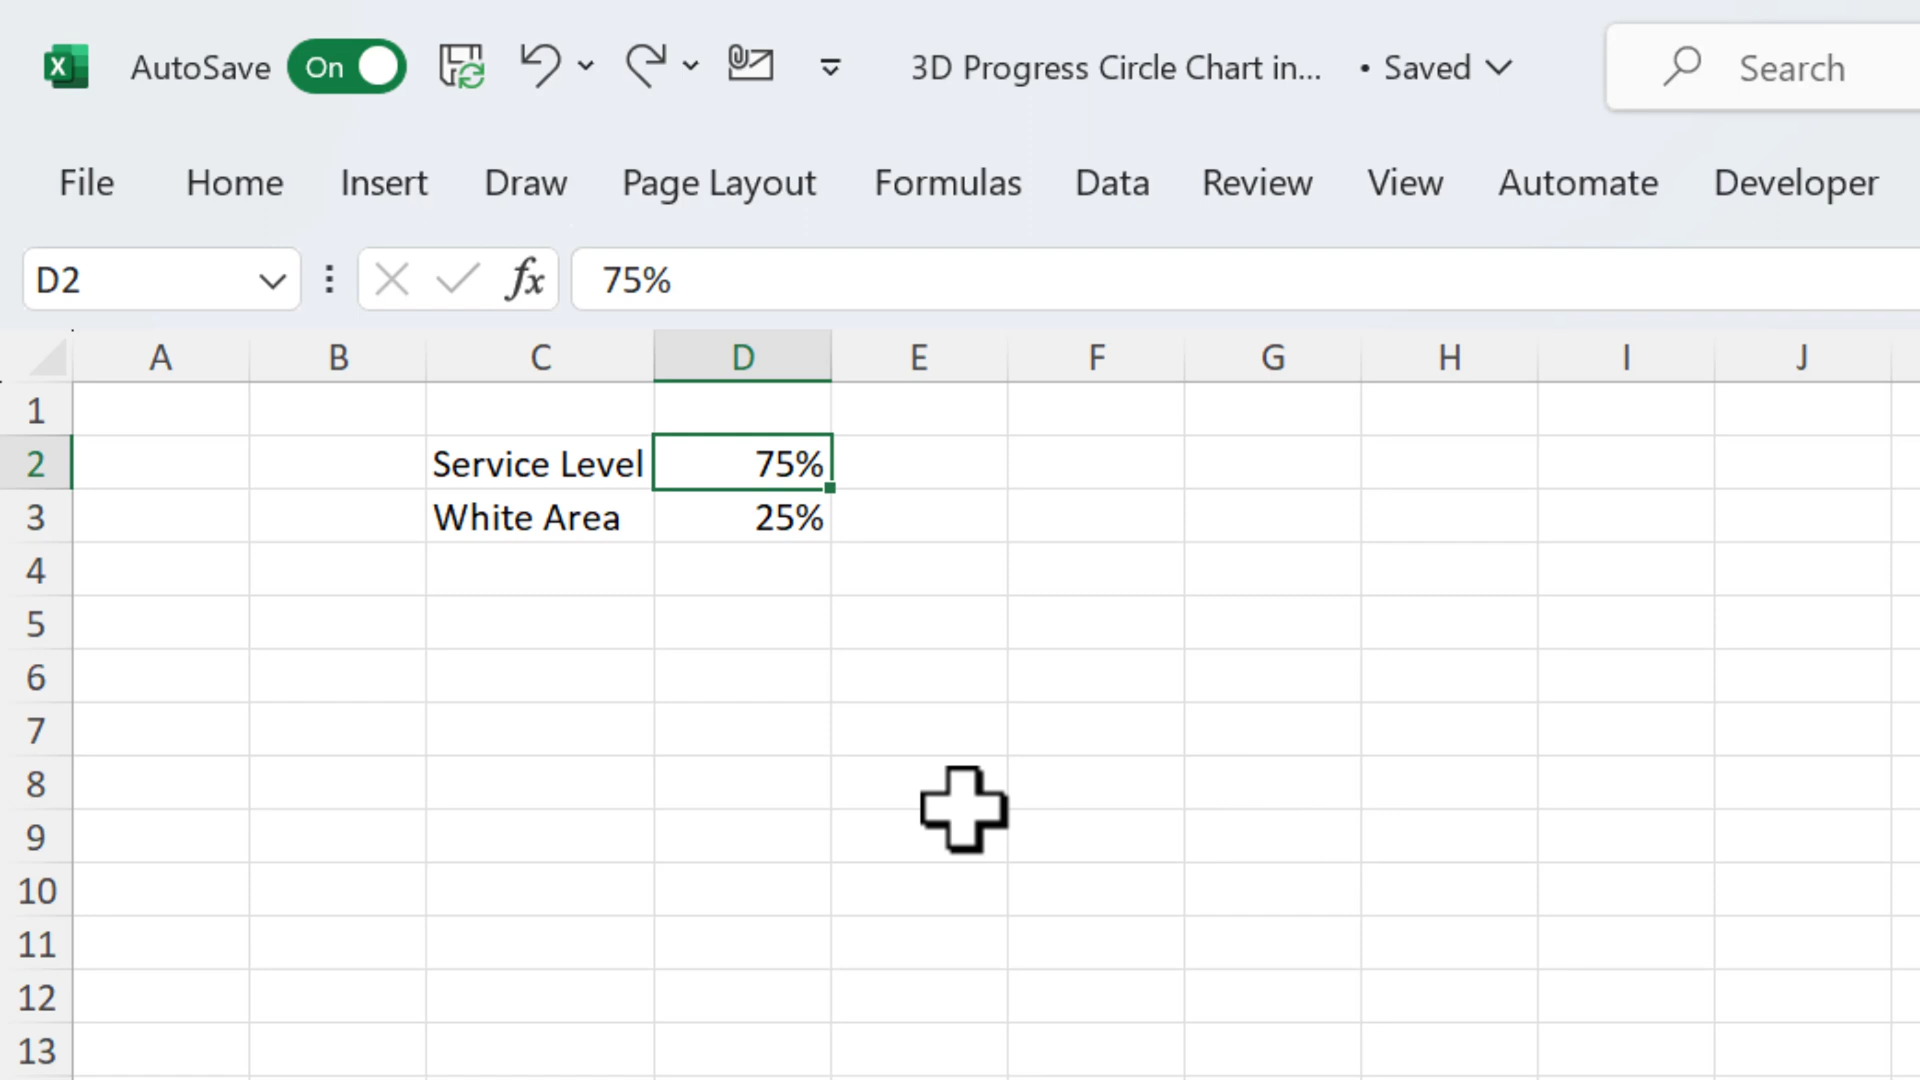 X AutoSave On 3D Progress Circle Chart in... • Saved Search
File Home Insert Draw Page Layout Formulas Data Review View Automate Developer
D2 fx 75%
A B C D E F G H I J
1
2 Service Level 75%
3 White Area 25%
4
5
6
7
8
9
10
11
12
13